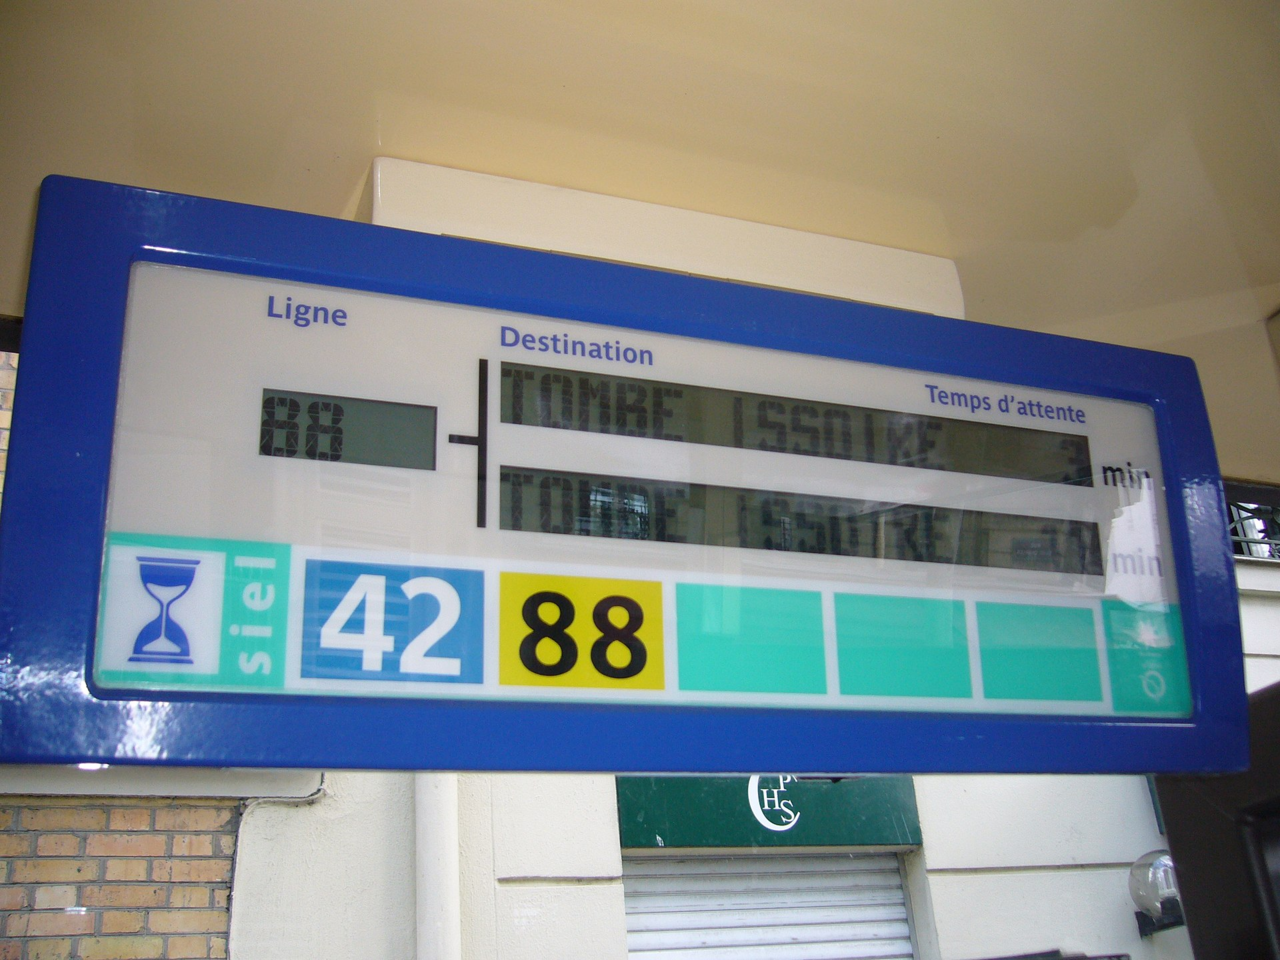 Ligne
Destination
Temps d'attente
88
TOMBE ISSOIRE
min
TOMBE ISSOIRE
min
siel
42
88